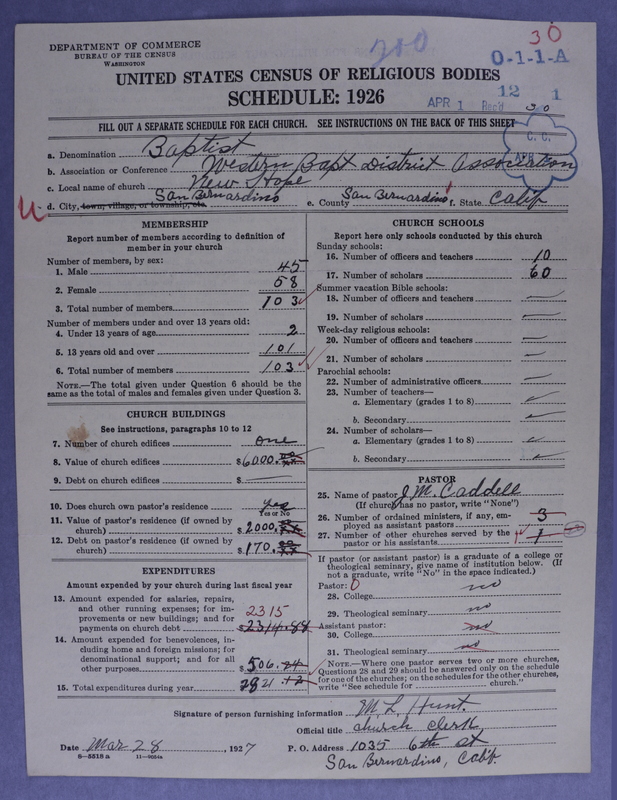 30
200
O-1-1-A
DEPARTMENT OF COMMERCE
BUREAU OF THE CENSUS
WASHINGTON
UNITED STATES CENSUS OF RELIGIOUS BODIES
SCHEDULE: 1926
APR 1 Rec'd 12 30 1
FILL OUT A SEPARATE SCHEDULE FOR EACH CHURCH. SEE INSTRUCTIONS ON THE BACK OF THIS SHEET
C. C.
a. Denomination Baptist
b. Association or Conference Western Bapt District Association
c. Local name of church New Hope
U - d. City, town, village, or township, etc. San Bernardino e. County San Bernardino f. State Calif
MEMBERSHIP
Report number of members according to definition of member in your church
Number of members, by sex:
1. Male 45
2. Female 58
3. Total number of members 103
Number of members under and over 13 years old:
4. Under 13 years of age 2
5. 13 years old and over 101
6. Total number of members 103
NOTE.—The total given under Question 6 should be the same as the total of males and females given under Question 3.
CHURCH BUILDINGS
See instructions, paragraphs 10 to 12
7. Number of church edifices one
8. Value of church edifices $6000.00
9. Debt on church edifices $ —
10. Does church own pastor's residence yes
Yes or No
11. Value of pastor's residence (if owned by church) $2000.
12. Debt on pastor's residence (if owned by church) $170.
EXPENDITURES
Amount expended by your church during last fiscal year
13. Amount expended for salaries, repairs, and other running expenses; for improvements or new buildings; and for payments on church debt 2315 $2314.88
14. Amount expended for benevolences, including home and foreign missions; for denominational support; and for all other purposes $506.24
15. Total expenditures during year 2821.12
CHURCH SCHOOLS
Report here only schools conducted by this church
Sunday schools:
16. Number of officers and teachers 10
17. Number of scholars 60
Summer vacation Bible schools:
18. Number of officers and teachers —
19. Number of scholars —
Week-day religious schools:
20. Number of officers and teachers —
21. Number of scholars —
Parochial schools:
22. Number of administrative officers —
23. Number of teachers—
a. Elementary (grades 1 to 8)
b. Secondary
24. Number of scholars—
a. Elementary (grades 1 to 8)
b. Secondary
PASTOR
25. Name of pastor J. M. Caddell
(If church has no pastor, write "None")
26. Number of ordained ministers, if any, employed as assistant pastors 3
27. Number of other churches served by the pastor or his assistants 1
If pastor (or assistant pastor) is a graduate of a college or theological seminary, give name of institution below. (If not a graduate, write "No" in the space indicated.)
Pastor: 0
28. College no
29. Theological seminary no
Assistant pastor:
30. College no
31. Theological seminary no
NOTE.—Where one pastor serves two or more churches, Questions 28 and 29 should be answered only on the schedule for one of the churches; on the schedules for the other churches, write "See schedule for church."
Signature of person furnishing information M L Hunt.
Official title church clerk
Date Mar 28, 1927 P. O. Address 1035 6th st
8—5518 a San Bernardino, Calif.